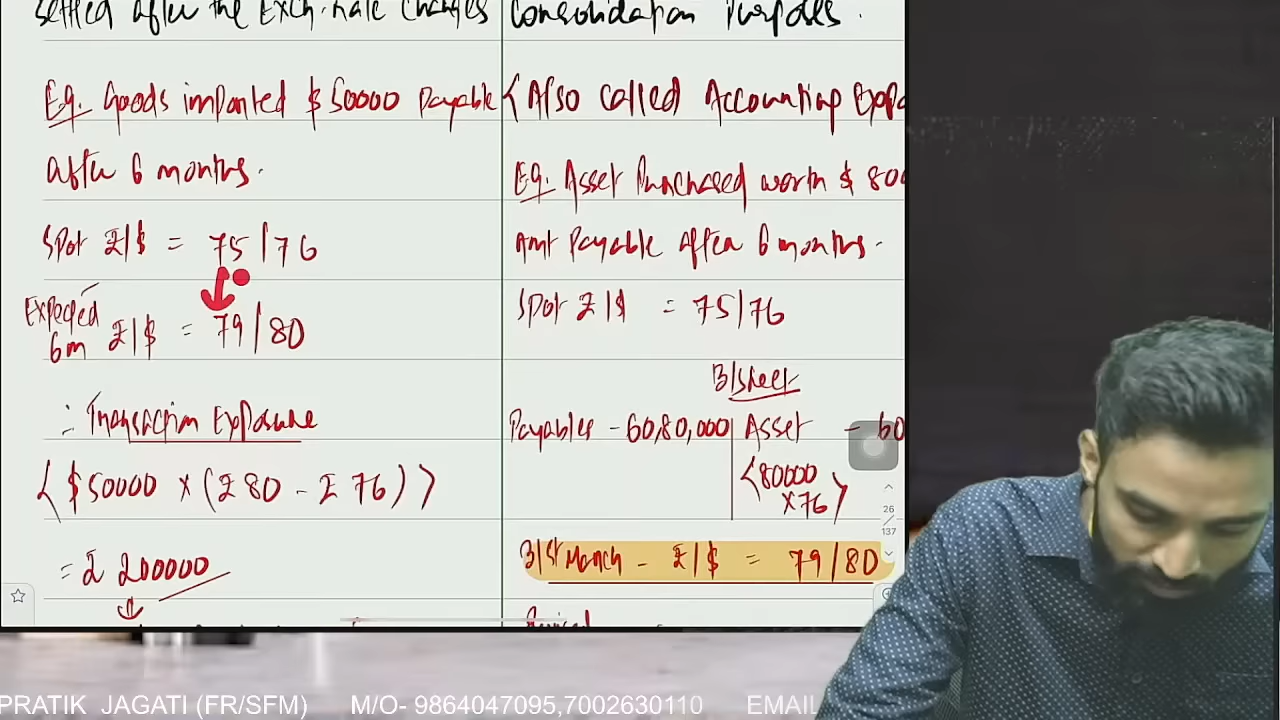 settled after the Exch. rate changes
Eg. Goods imported $50000 payable
after 6 months.
Spot ₹/$ = 75/76
Expected
6m ₹/$ = 79/80
∴ Transaction Exposure
⟨ $50000 × (₹80 - ₹76) ⟩
= ₹ 200000
Consolidation Purposes.
⟨ Also called Accounting Expo
Eg. Asset Purchased worth $ 800
Amt Payable After 6 months.
Spot ₹/$ = 75/76
B/sheet
Payables - 60,80,000 Asset - 60
⟨80000
×76⟩
31st March - ₹/$ = 79/80
26
137
PRATIK JAGATI (FR/SFM) M/O- 9864047095,7002630110 EMAIL